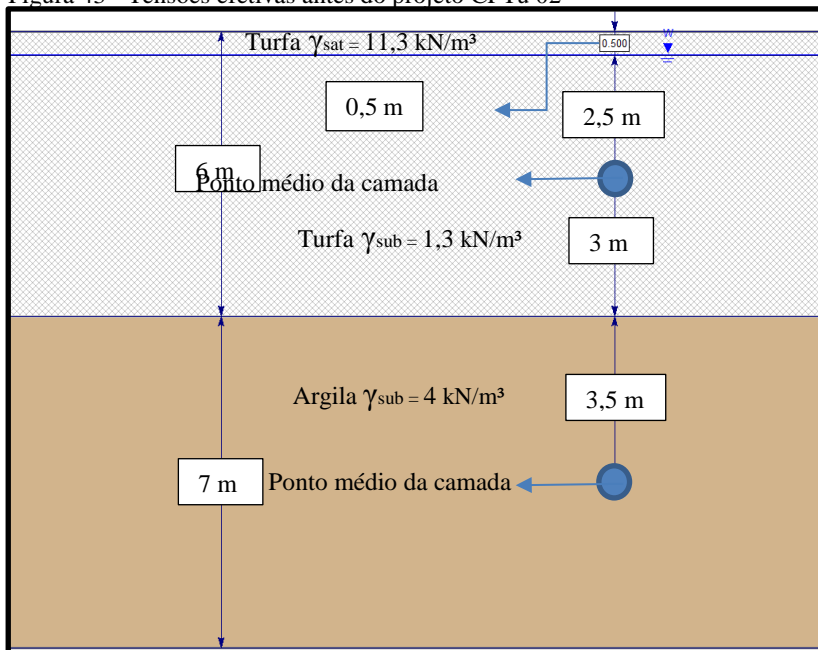 Figura 43 – Tensões efetivas antes do projeto CPTu 02
Turfa γsat = 11,3 kN/m³
0.500
W
0,5 m
2,5 m
6 m
Ponto médio da camada
Turfa γsub = 1,3 kN/m³
3 m
Argila γsub = 4 kN/m³
3,5 m
7 m
Ponto médio da camada